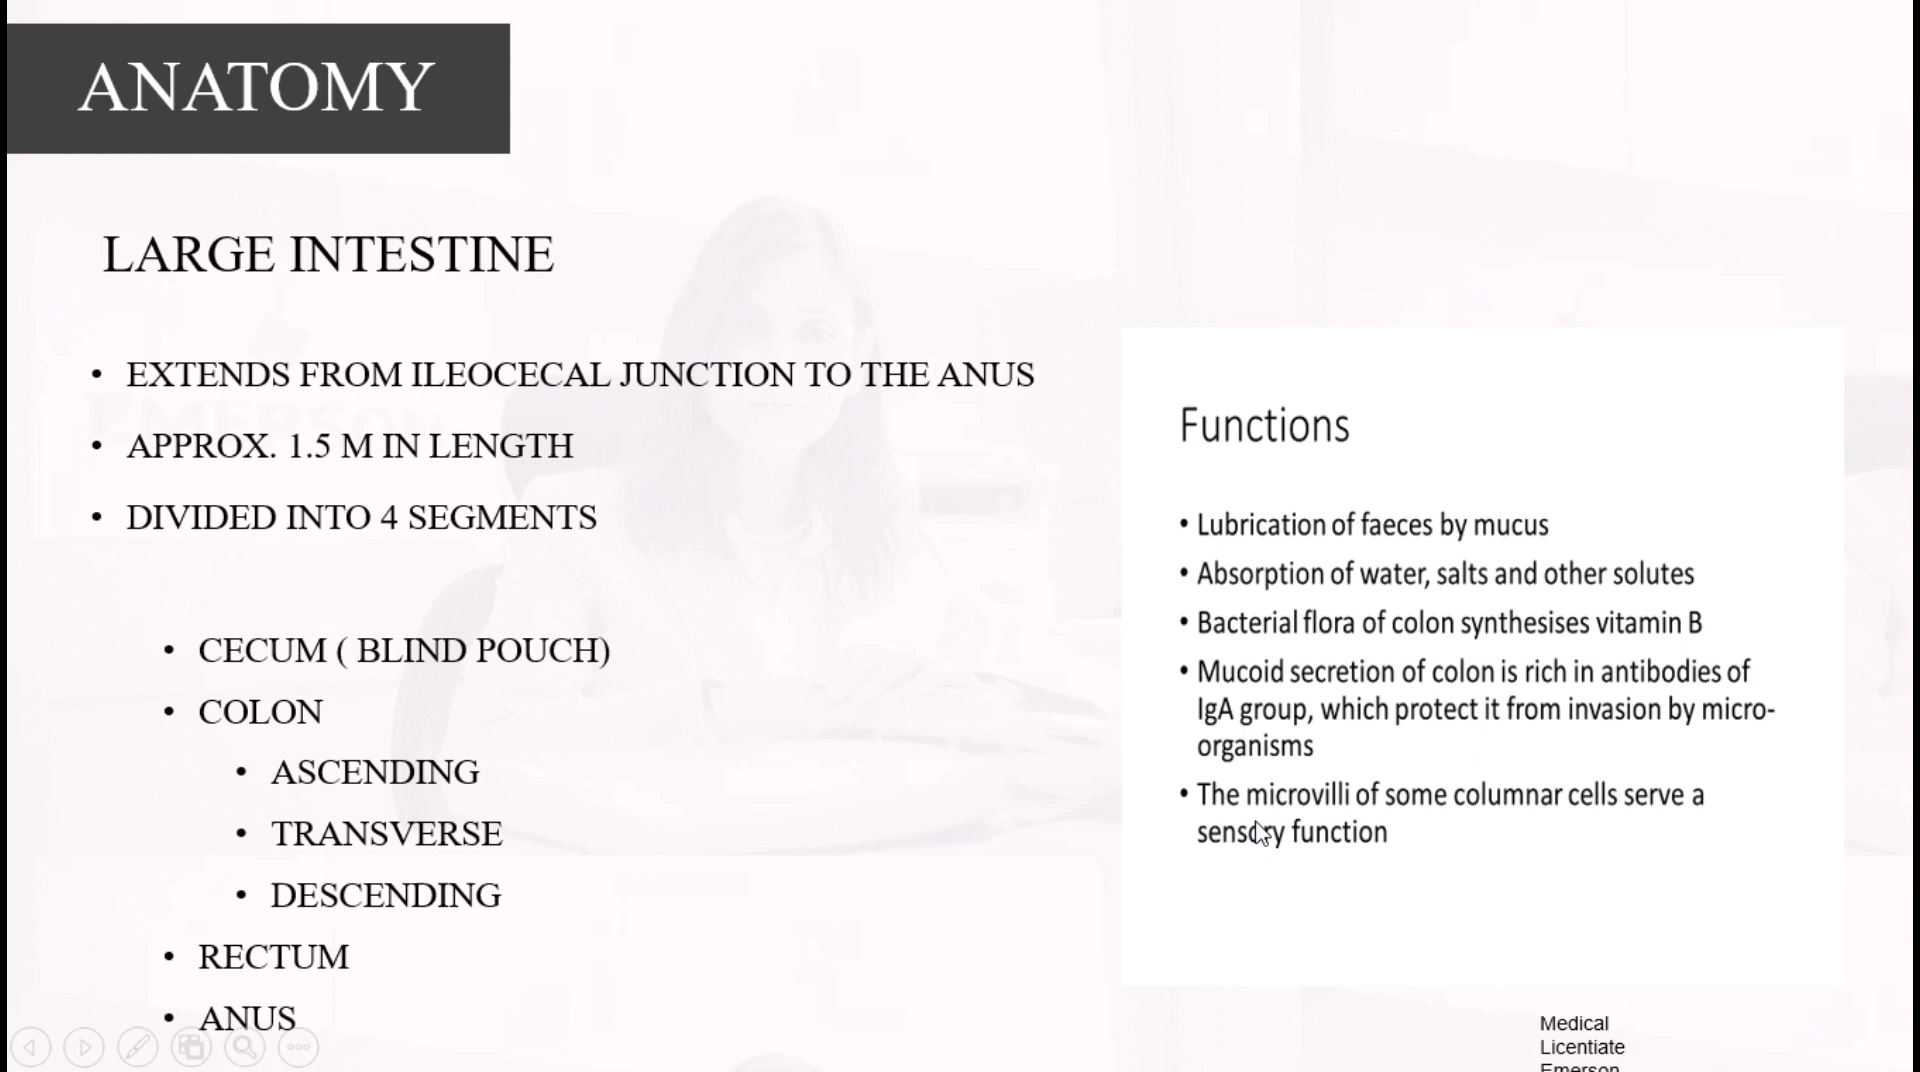 ANATOMY
LARGE INTESTINE
• EXTENDS FROM ILEOCECAL JUNCTION TO THE ANUS
• APPROX. 1.5 M IN LENGTH
• DIVIDED INTO 4 SEGMENTS
• CECUM ( BLIND POUCH)
• COLON
• ASCENDING
• TRANSVERSE
• DESCENDING
• RECTUM
• ANUS
EMERSON
Functions
• Lubrication of faeces by mucus
• Absorption of water, salts and other solutes
• Bacterial flora of colon synthesises vitamin B
• Mucoid secretion of colon is rich in antibodies of
IgA group, which protect it from invasion by micro-
organisms
• The microvilli of some columnar cells serve a
sensory function
Medical
Licentiate
Emerson